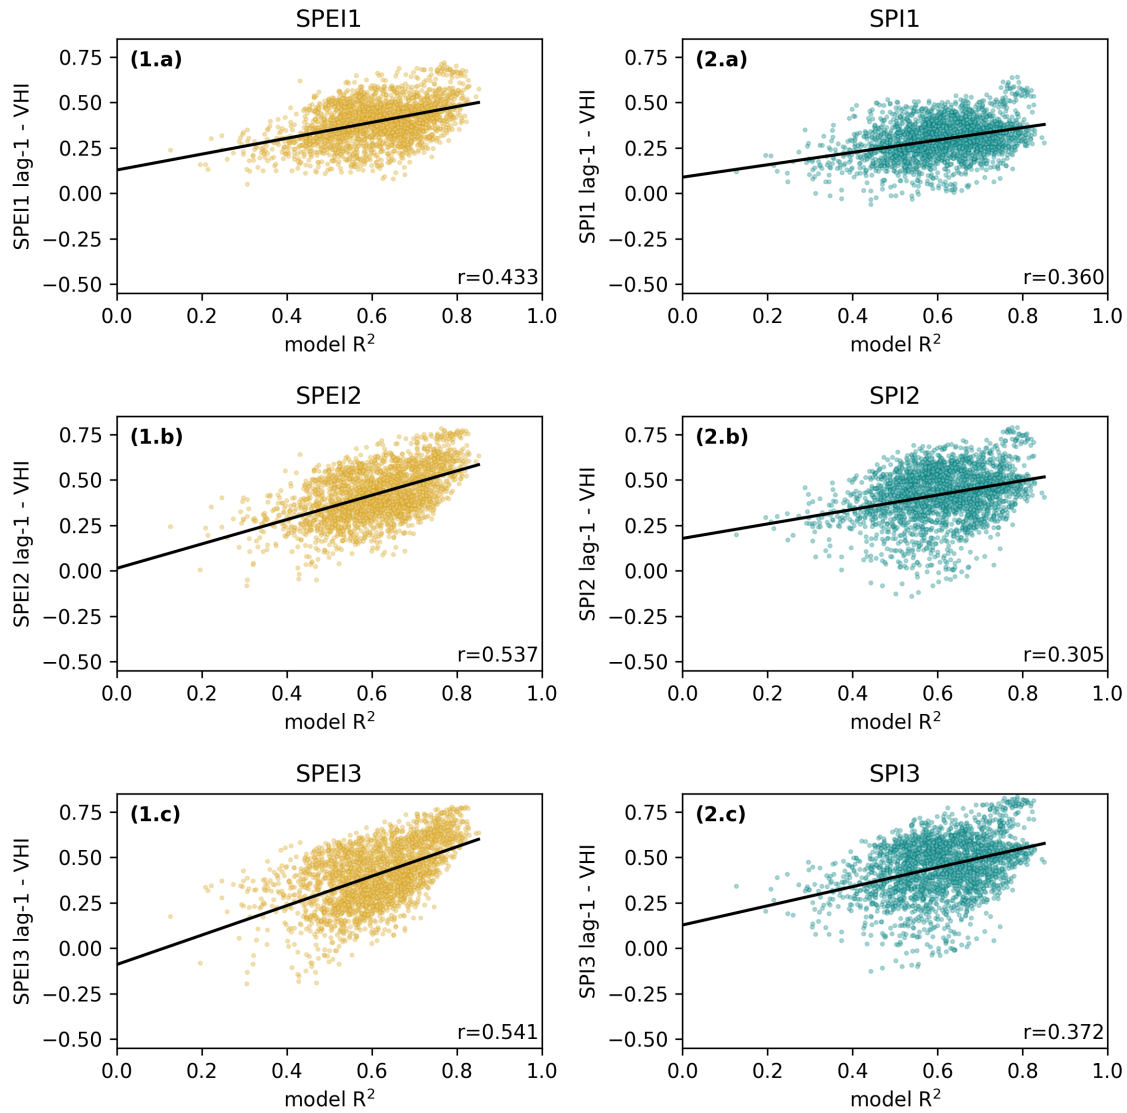 SPEI1
(1.a)
SPEI1 lag-1 - VHI
0.75
0.50
0.25
0.00
−0.25
−0.50
r=0.433
0.0 0.2 0.4 0.6 0.8 1.0
model R²
SPI1
(2.a)
SPI1 lag-1 - VHI
0.75
0.50
0.25
0.00
−0.25
−0.50
r=0.360
0.0 0.2 0.4 0.6 0.8 1.0
model R²
SPEI2
(1.b)
SPEI2 lag-1 - VHI
0.75
0.50
0.25
0.00
−0.25
−0.50
r=0.537
0.0 0.2 0.4 0.6 0.8 1.0
model R²
SPI2
(2.b)
SPI2 lag-1 - VHI
0.75
0.50
0.25
0.00
−0.25
−0.50
r=0.305
0.0 0.2 0.4 0.6 0.8 1.0
model R²
SPEI3
(1.c)
SPEI3 lag-1 - VHI
0.75
0.50
0.25
0.00
−0.25
−0.50
r=0.541
0.0 0.2 0.4 0.6 0.8 1.0
model R²
SPI3
(2.c)
SPI3 lag-1 - VHI
0.75
0.50
0.25
0.00
−0.25
−0.50
r=0.372
0.0 0.2 0.4 0.6 0.8 1.0
model R²